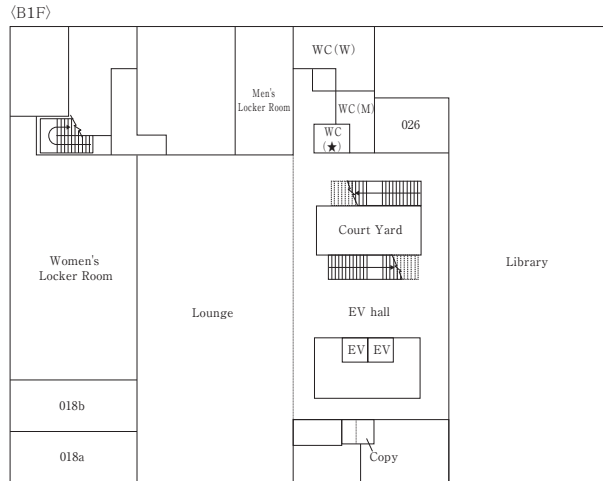 〈B1F〉
WC(W)
Men's
Locker Room
WC(M)
026
WC
(★)
Court Yard
Women's
Locker Room
Library
Lounge
EV hall
EV EV
018b
018a
Copy